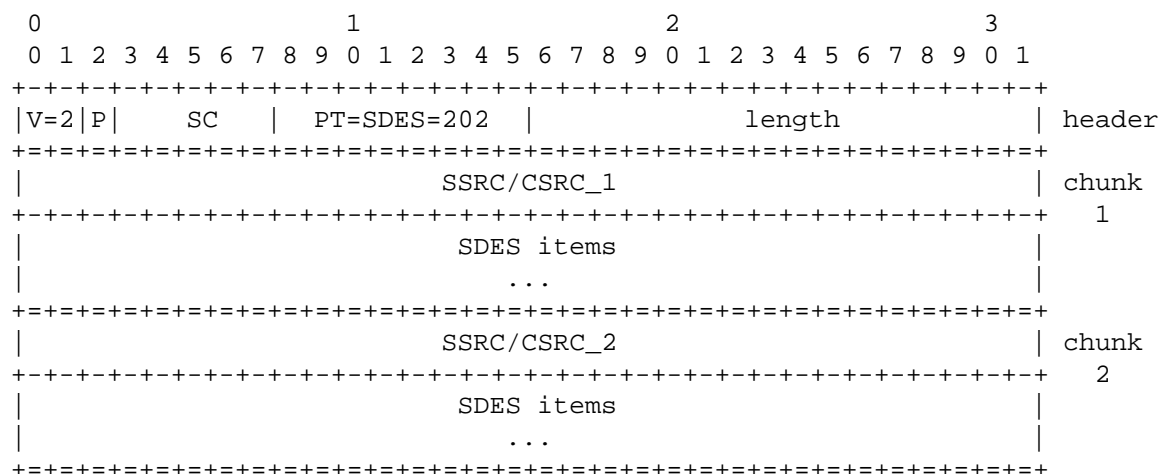 0                   1                   2                   3
 0 1 2 3 4 5 6 7 8 9 0 1 2 3 4 5 6 7 8 9 0 1 2 3 4 5 6 7 8 9 0 1
+-+-+-+-+-+-+-+-+-+-+-+-+-+-+-+-+-+-+-+-+-+-+-+-+-+-+-+-+-+-+-+-+
|V=2|P|    SC   |  PT=SDES=202  |             length            | header
+=+=+=+=+=+=+=+=+=+=+=+=+=+=+=+=+=+=+=+=+=+=+=+=+=+=+=+=+=+=+=+=+
|                          SSRC/CSRC_1                          | chunk
+-+-+-+-+-+-+-+-+-+-+-+-+-+-+-+-+-+-+-+-+-+-+-+-+-+-+-+-+-+-+-+-+   1
|                           SDES items                          |
|                              ...                              |
+=+=+=+=+=+=+=+=+=+=+=+=+=+=+=+=+=+=+=+=+=+=+=+=+=+=+=+=+=+=+=+=+
|                          SSRC/CSRC_2                          | chunk
+-+-+-+-+-+-+-+-+-+-+-+-+-+-+-+-+-+-+-+-+-+-+-+-+-+-+-+-+-+-+-+-+   2
|                           SDES items                          |
|                              ...                              |
+=+=+=+=+=+=+=+=+=+=+=+=+=+=+=+=+=+=+=+=+=+=+=+=+=+=+=+=+=+=+=+=+